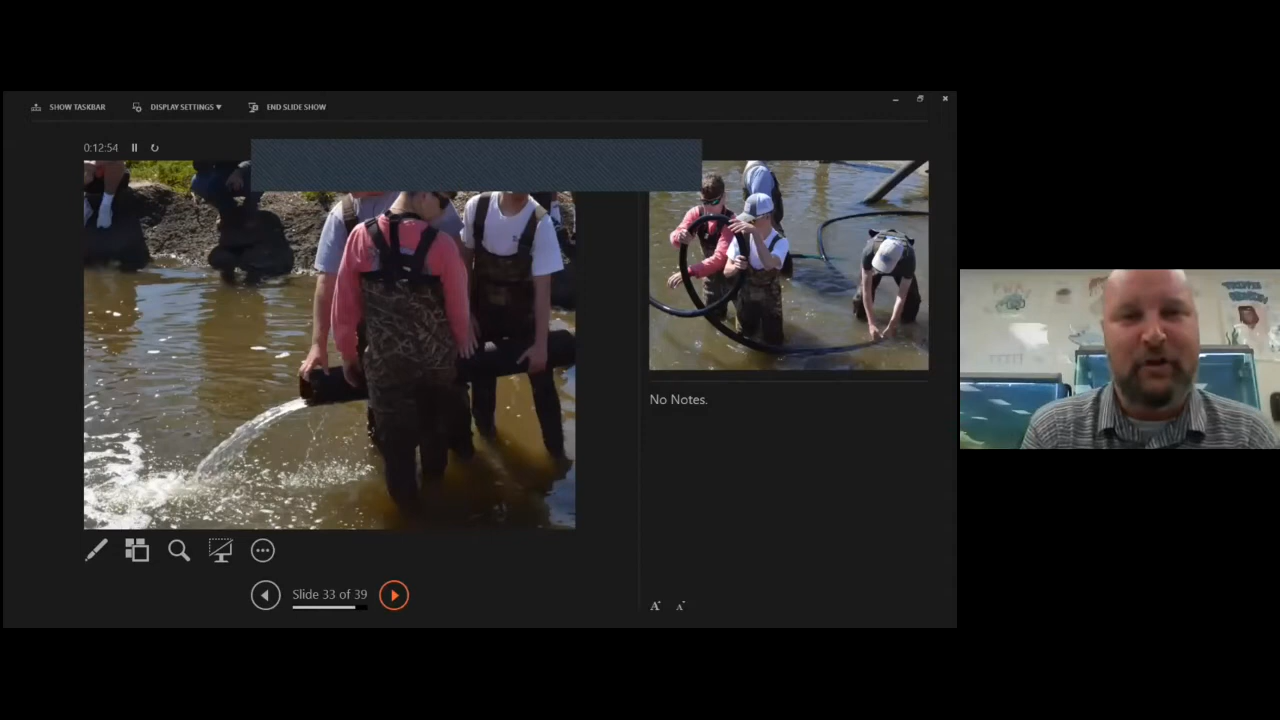 SHOW TASKBAR
DISPLAY SETTINGS ▼
END SLIDE SHOW
0:12:54
No Notes.
Slide 33 of 39